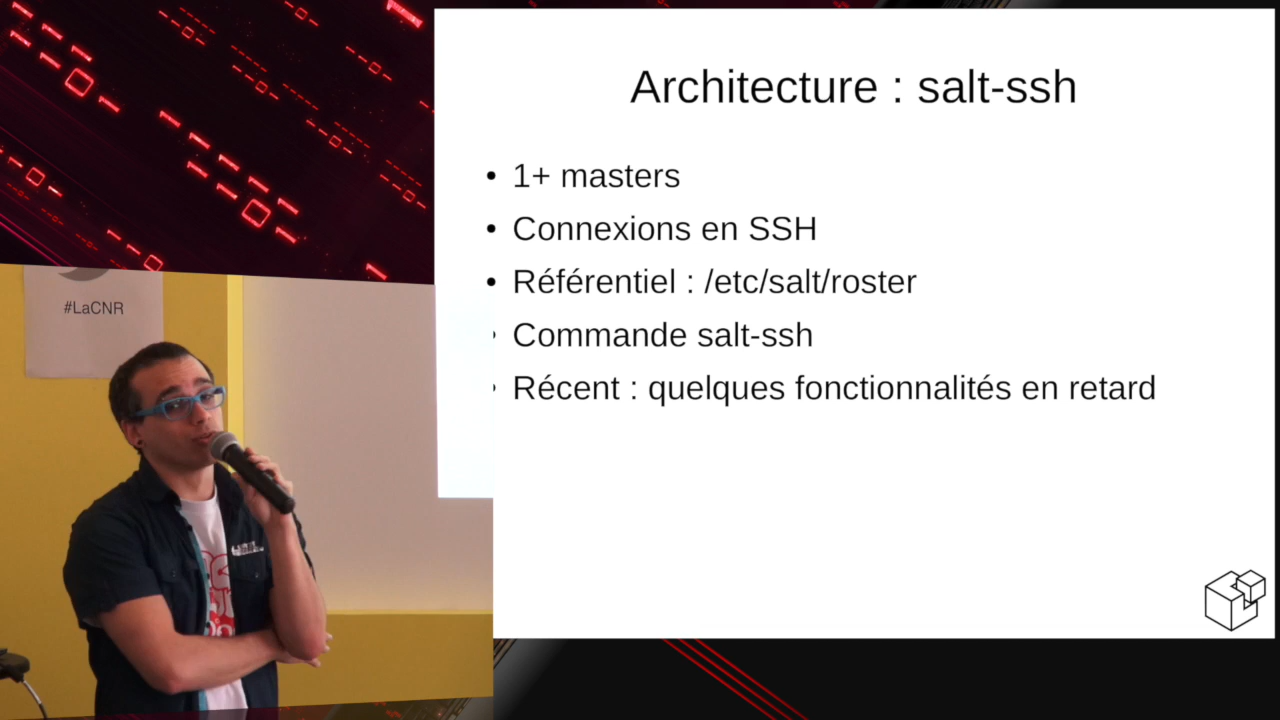 Architecture : salt-ssh
• 1+ masters
• Connexions en SSH
• Référentiel : /etc/salt/roster
• Commande salt-ssh
• Récent : quelques fonctionnalités en retard
#LaCNR